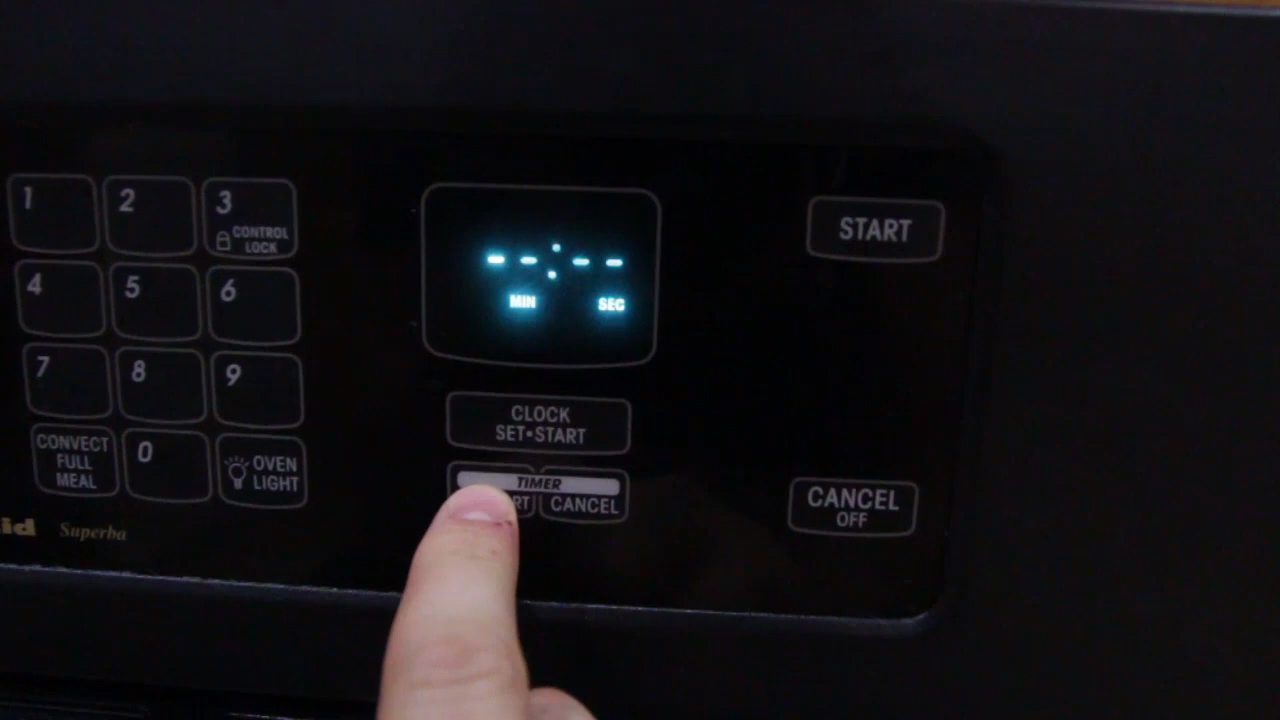 1
2
3
CONTROL
LOCK
4
5
6
7
8
9
CONVECT
FULL
MEAL
0
OVEN
LIGHT
id Superba
--:--
MIN SEC
CLOCK
SET•START
TIMER
CANCEL
START
CANCEL
OFF